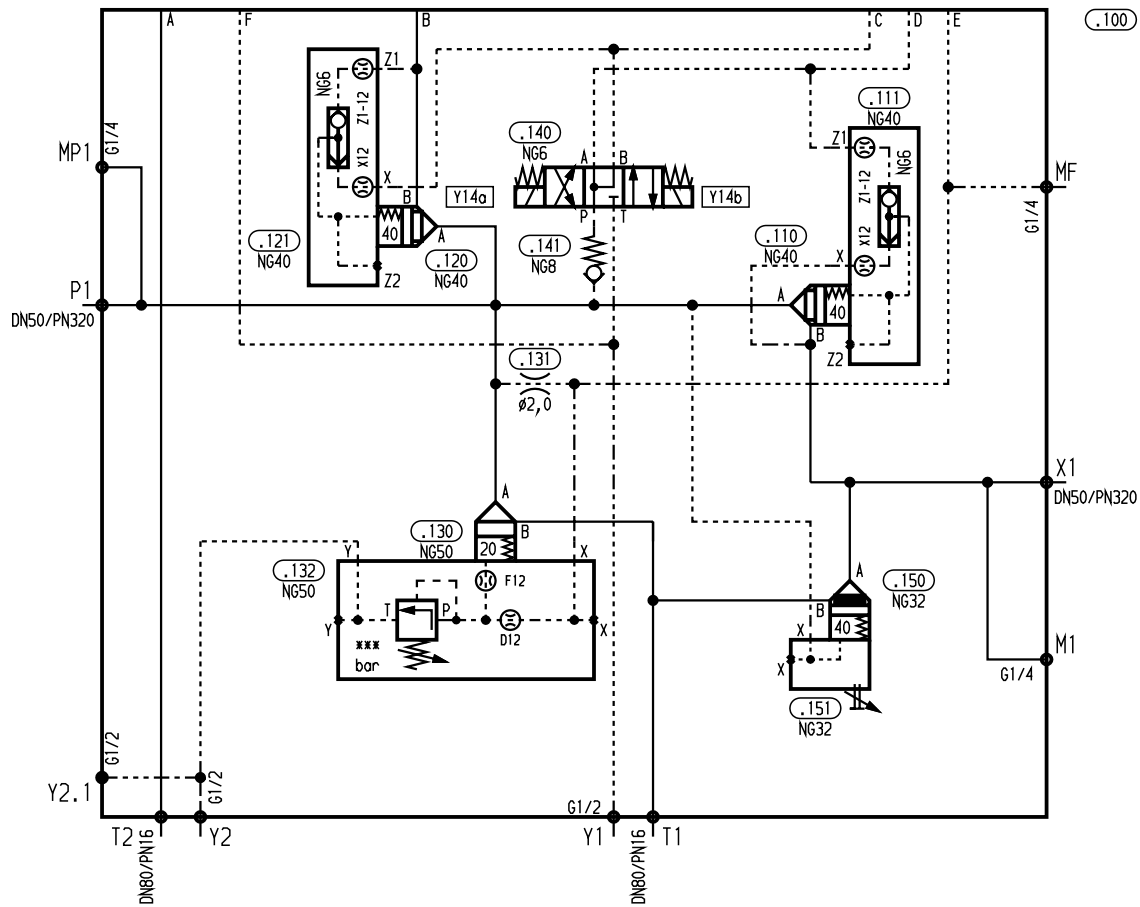 A
F
B
C
D
E
.100
Z1
NG6
Z1-12
X12
X
B
Y14a
40
A
.121
NG40
.120
NG40
Z2
MP1
G1/4
P1
DN50/PN320
.140
NG6
A
B
P
T
Y14b
.141
NG8
.111
NG40
Z1
NG6
Z1-12
X12
X
.110
NG40
A
40
B
Z2
MF
G1/4
.131
ø2,0
X1
DN50/PN320
A
.130
NG50
B
20
Y
X
.132
NG50
F12
T
P
Y
D12
X
***
bar
A
.150
NG32
B
X
40
X
M1
G1/4
.151
NG32
G1/2
Y2.1
G1/2
G1/2
T2
DN80/PN16
Y2
Y1
DN80/PN16
T1